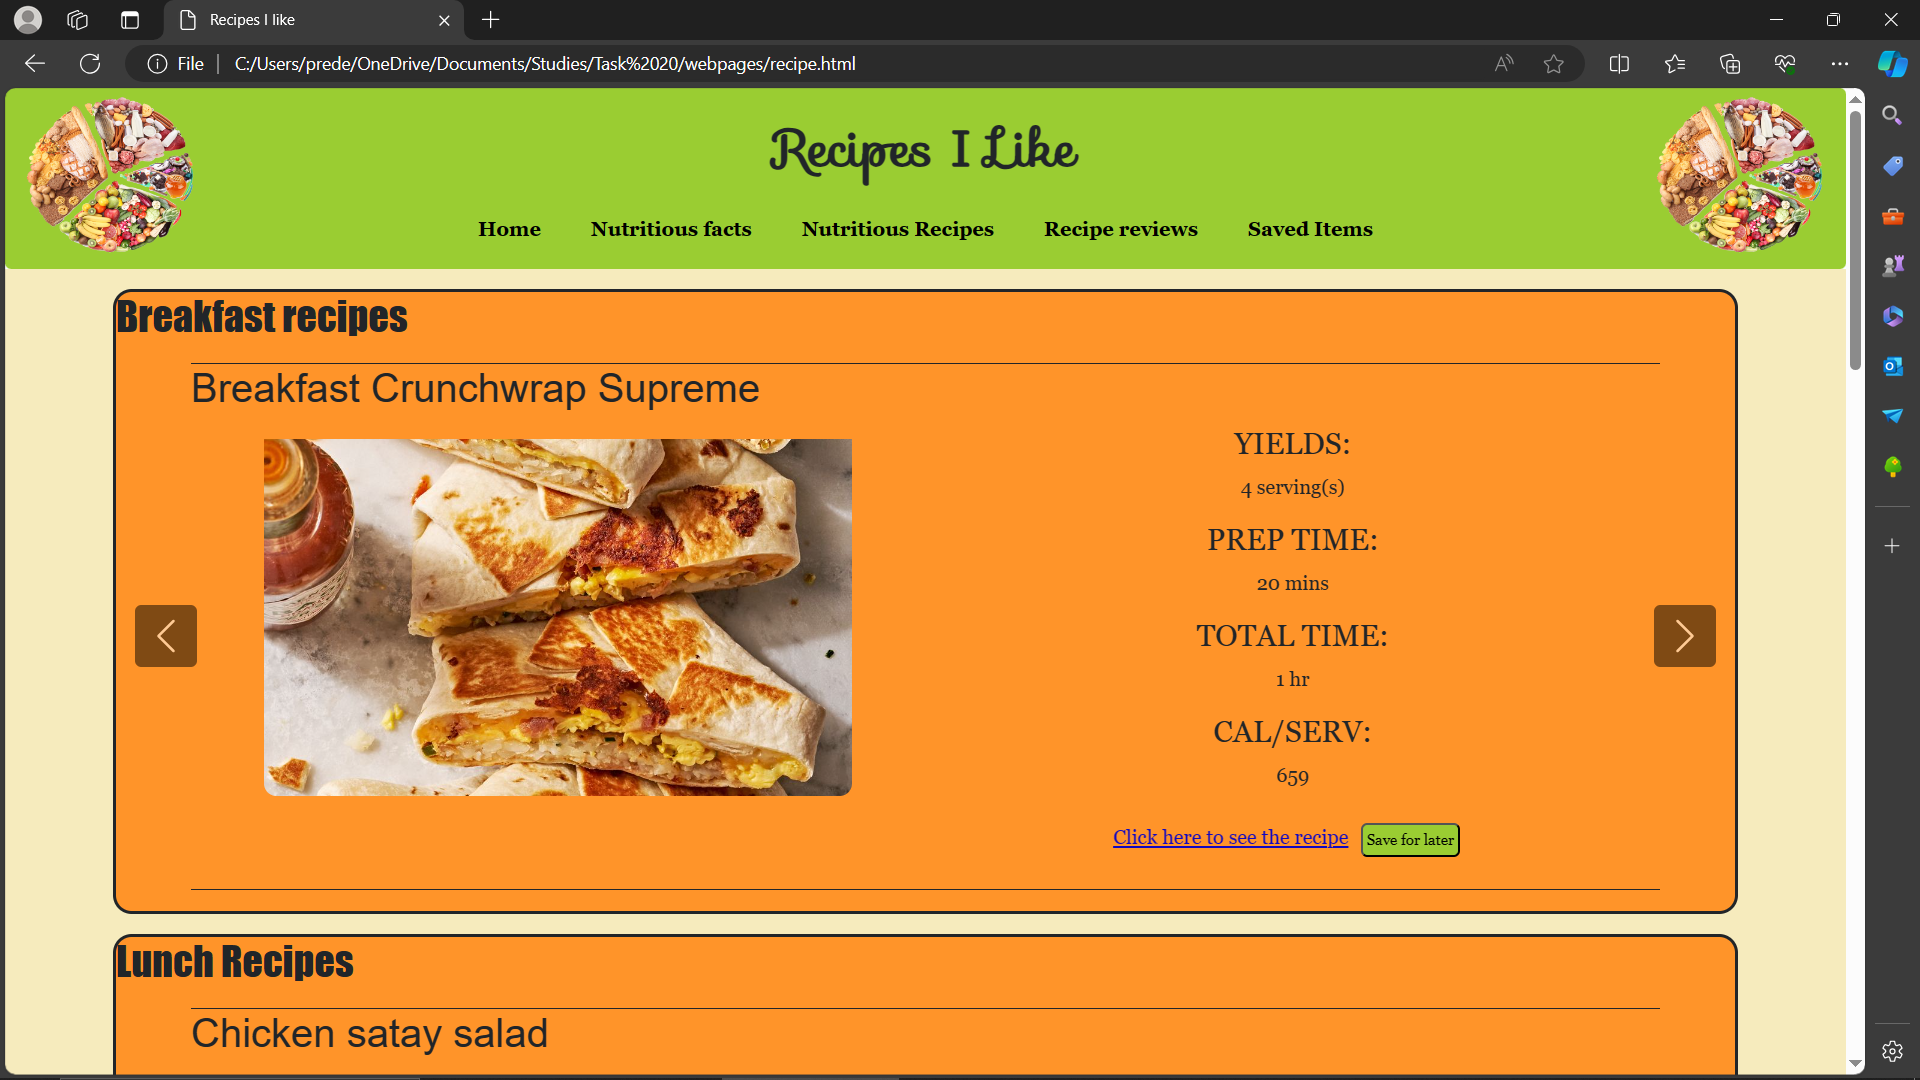 Recipes I like
File
C:/Users/prede/OneDrive/Documents/Studies/Task%2020/webpages/recipe.html
Recipes I Like
Home Nutritious facts Nutritious Recipes Recipe reviews Saved Items
Breakfast recipes
Breakfast Crunchwrap Supreme
YIELDS:
4 serving(s)
PREP TIME:
20 mins
TOTAL TIME:
1 hr
CAL/SERV:
659
Click here to see the recipe Save for later
Lunch Recipes
Chicken satay salad